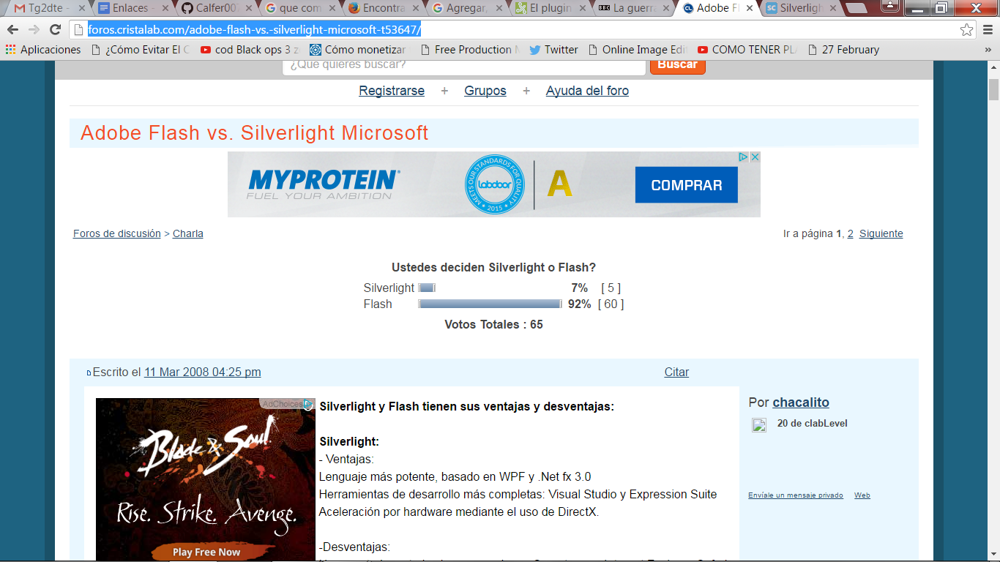 Tg2dte -
Enlaces -
Calfer00
que com
Encontra
Agregar,
El plugin
BBC La guerra
CL Adobe Fl
SC Silverligh
foros.cristalab.com/adobe-flash-vs.-silverlight-microsoft-t53647/
Aplicaciones
¿Cómo Evitar El C
cod Black ops 3 z
Cómo monetizar
Free Production M
Twitter
Online Image Edi
COMO TENER PL
27 February
»
¿Que quieres buscar?
Buscar
Registrarse + Grupos + Ayuda del foro
Adobe Flash vs. Silverlight Microsoft
MYPROTEIN
FUEL YOUR AMBITION
MEETS OUR STANDARDS FOR QUALITY
labdoor
2015
A
COMPRAR
Foros de discusión > Charla
Ir a página 1, 2 Siguiente
Ustedes deciden Silverlight o Flash?
Silverlight 7% [ 5 ]
Flash 92% [ 60 ]
Votos Totales : 65
Escrito el 11 Mar 2008 04:25 pm
Citar
AdChoices
Blade & Soul
Rise. Strike. Avenge.
Play Free Now
Silverlight y Flash tienen sus ventajas y desventajas:
Silverlight:
- Ventajas:
Lenguaje más potente, basado en WPF y .Net fx 3.0
Herramientas de desarrollo más completas: Visual Studio y Expression Suite
Aceleración por hardware mediante el uso de DirectX.
-Desventajas:
Por chacalito
20 de clabLevel
Envíale un mensaje privado
Web